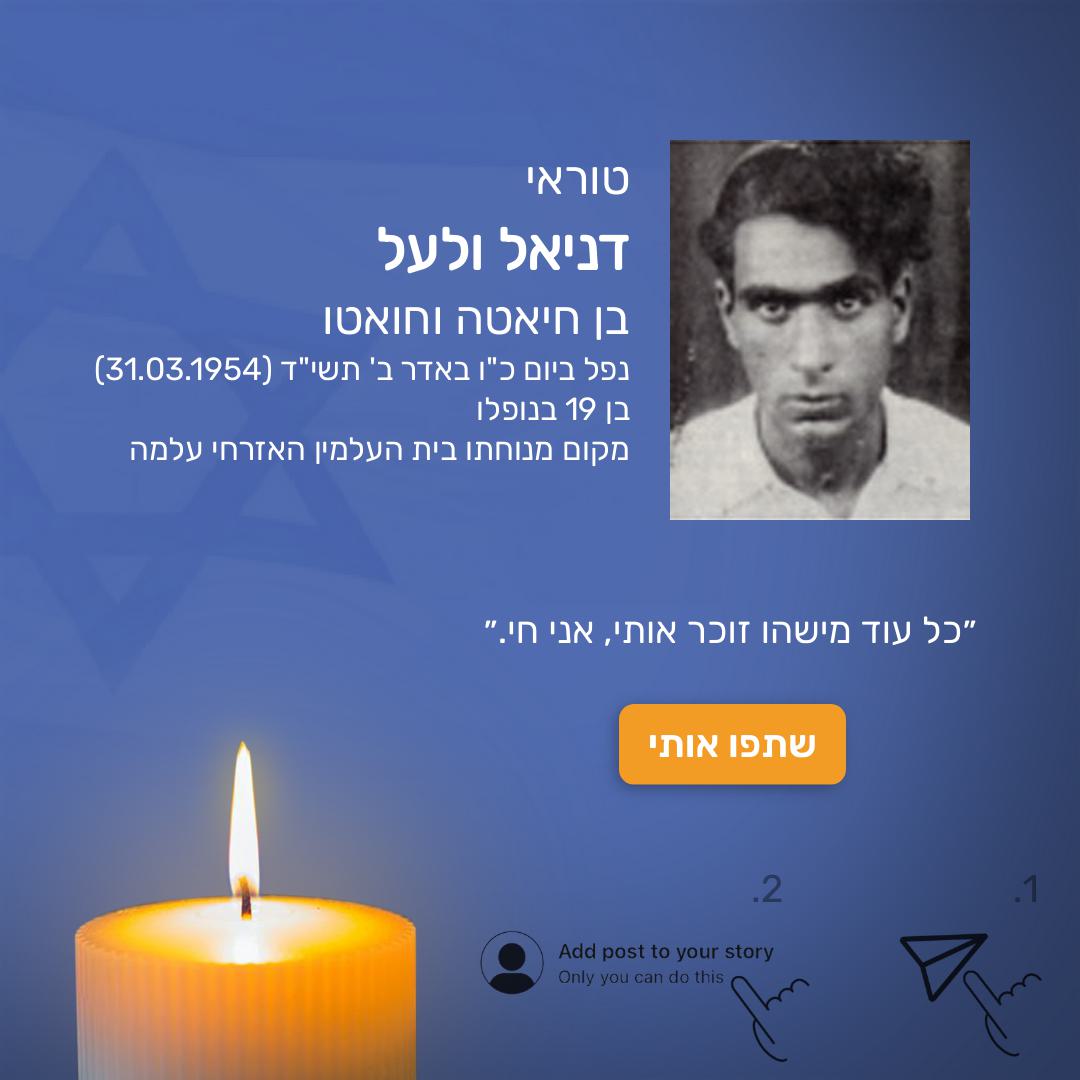 טוראי
דניאל ולעל
בן חיאטה וחואטו
נפל ביום כ"ו באדר ב' תשי"ד (31.03.1954)
בן 19 בנופלו
מקום מנוחתו בית העלמין האזרחי עלמה
״כל עוד מישהו זוכר אותי, אני חי.״
שתפו אותי
1.
2.
Add post to your story
Only you can do this